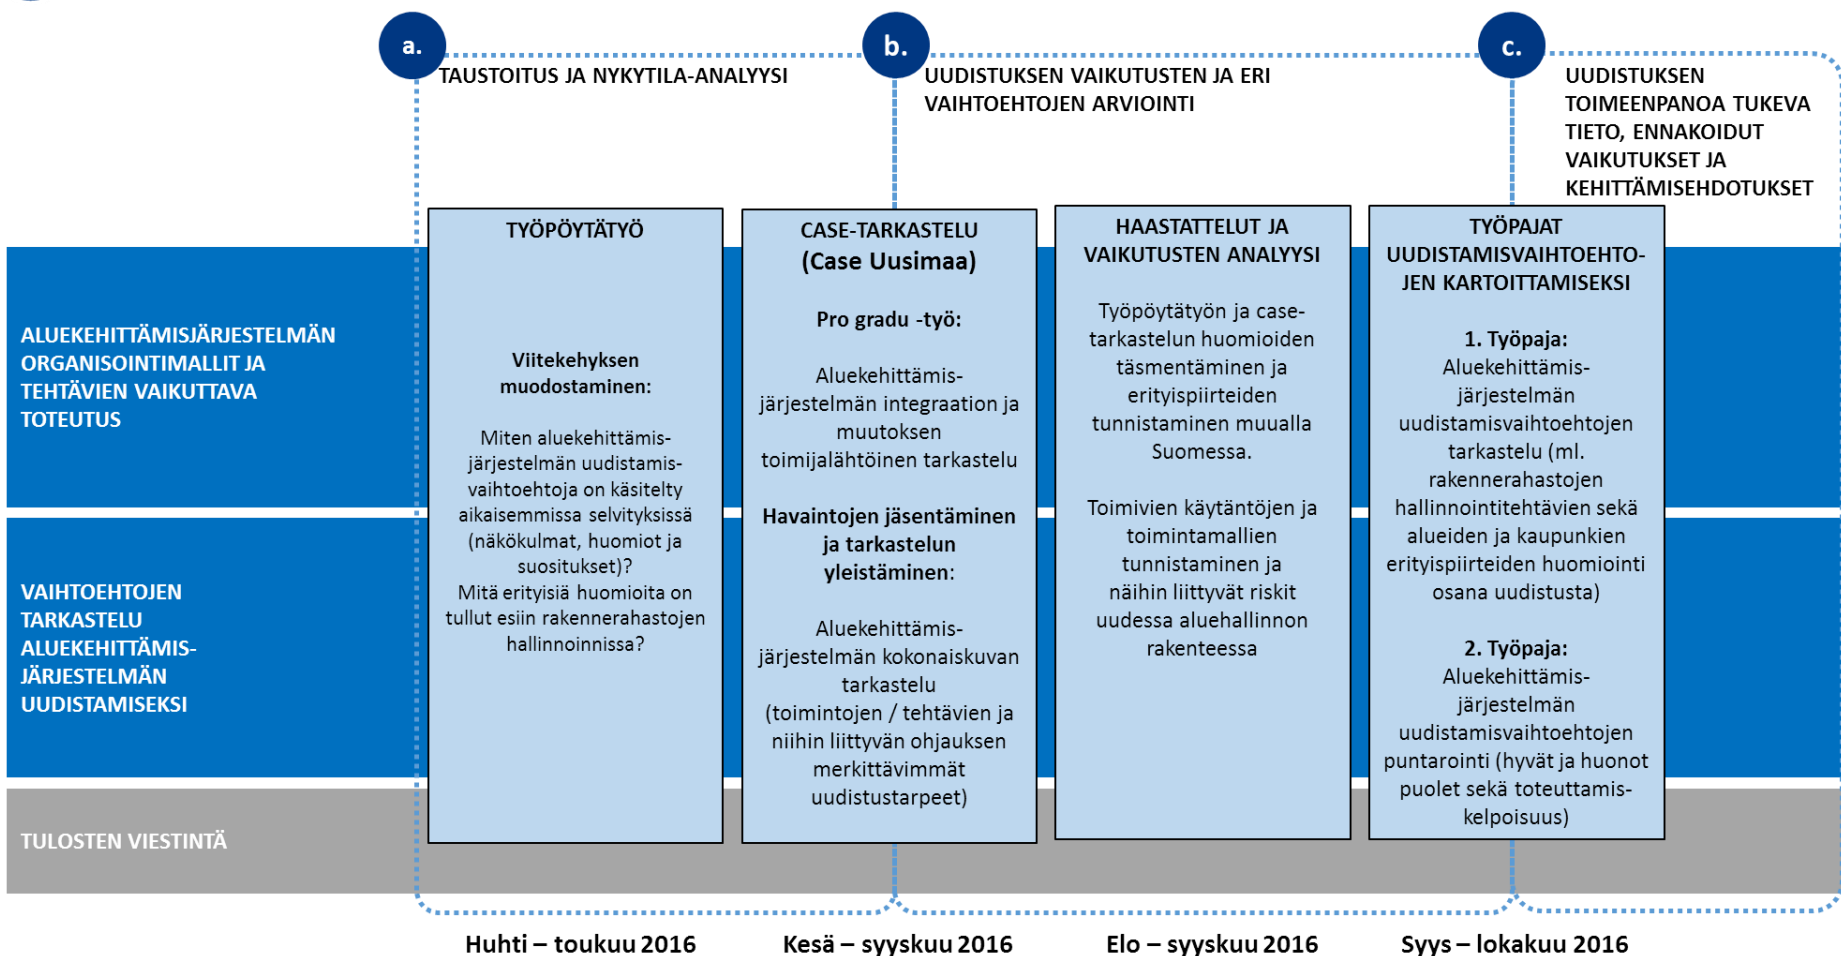 a.
TAUSTOITUS JA NYKYTILA-ANALYYSI
b.
UUDISTUKSEN VAIKUTUSTEN JA ERI
VAIHTOEHTOJEN ARVIOINTI
c.
UUDISTUKSEN
TOIMEENPANOA TUKEVA
TIETO, ENNAKOIDUT
VAIKUTUKSET JA
KEHITTÄMISEHDOTUKSET
ALUEKEHITTÄMISJÄRJESTELMÄN
ORGANISOINTIMALLIT JA
TEHTÄVIEN VAIKUTTAVA
TOTEUTUS
VAIHTOEHTOJEN
TARKASTELU
ALUEKEHITTÄMIS-
JÄRJESTELMÄN
UUDISTAMISEKSI
TULOSTEN VIESTINTÄ
TYÖPÖYTÄTYÖ
Viitekehyksen
muodostaminen:
Miten aluekehittämis-
järjestelmän uudistamis-
vaihtoehtoja on käsitelty
aikaisemmissa selvityksissä
(näkökulmat, huomiot ja
suositukset)?
Mitä erityisiä huomioita on
tullut esiin rakennerahastojen
hallinnoinnissa?
CASE-TARKASTELU
(Case Uusimaa)
Pro gradu -työ:
Aluekehittämis-
järjestelmän integraation ja
muutoksen
toimijalähtöinen tarkastelu
Havaintojen jäsentäminen
ja tarkastelun
yleistäminen:
Aluekehittämis-
järjestelmän kokonaiskuvan
tarkastelu
(toimintojen / tehtävien ja
niihin liittyvän ohjauksen
merkittävimmät
uudistustarpeet)
HAASTATTELUT JA
VAIKUTUSTEN ANALYYSI
Työpöytätyön ja case-
tarkastelun huomioiden
täsmentäminen ja
erityispiirteiden
tunnistaminen muualla
Suomessa.
Toimivien käytäntöjen ja
toimintamallien
tunnistaminen ja
näihin liittyvät riskit
uudessa aluehallinnon
rakenteessa
TYÖPAJAT
UUDISTAMISVAIHTOEHTO-
JEN KARTOITTAMISEKSI
1. Työpaja:
Aluekehittämis-
järjestelmän
uudistamisvaihtoehtojen
tarkastelu (ml.
rakennerahastojen
hallinnointitehtävien sekä
alueiden ja kaupunkien
erityispiirteiden huomiointi
osana uudistusta)
2. Työpaja:
Aluekehittämis-
järjestelmän
uudistamisvaihtoehtojen
puntarointi (hyvät ja huonot
puolet sekä toteuttamis-
kelpoisuus)
Huhti – toukuu 2016
Kesä – syyskuu 2016
Elo – syyskuu 2016
Syys – lokakuu 2016